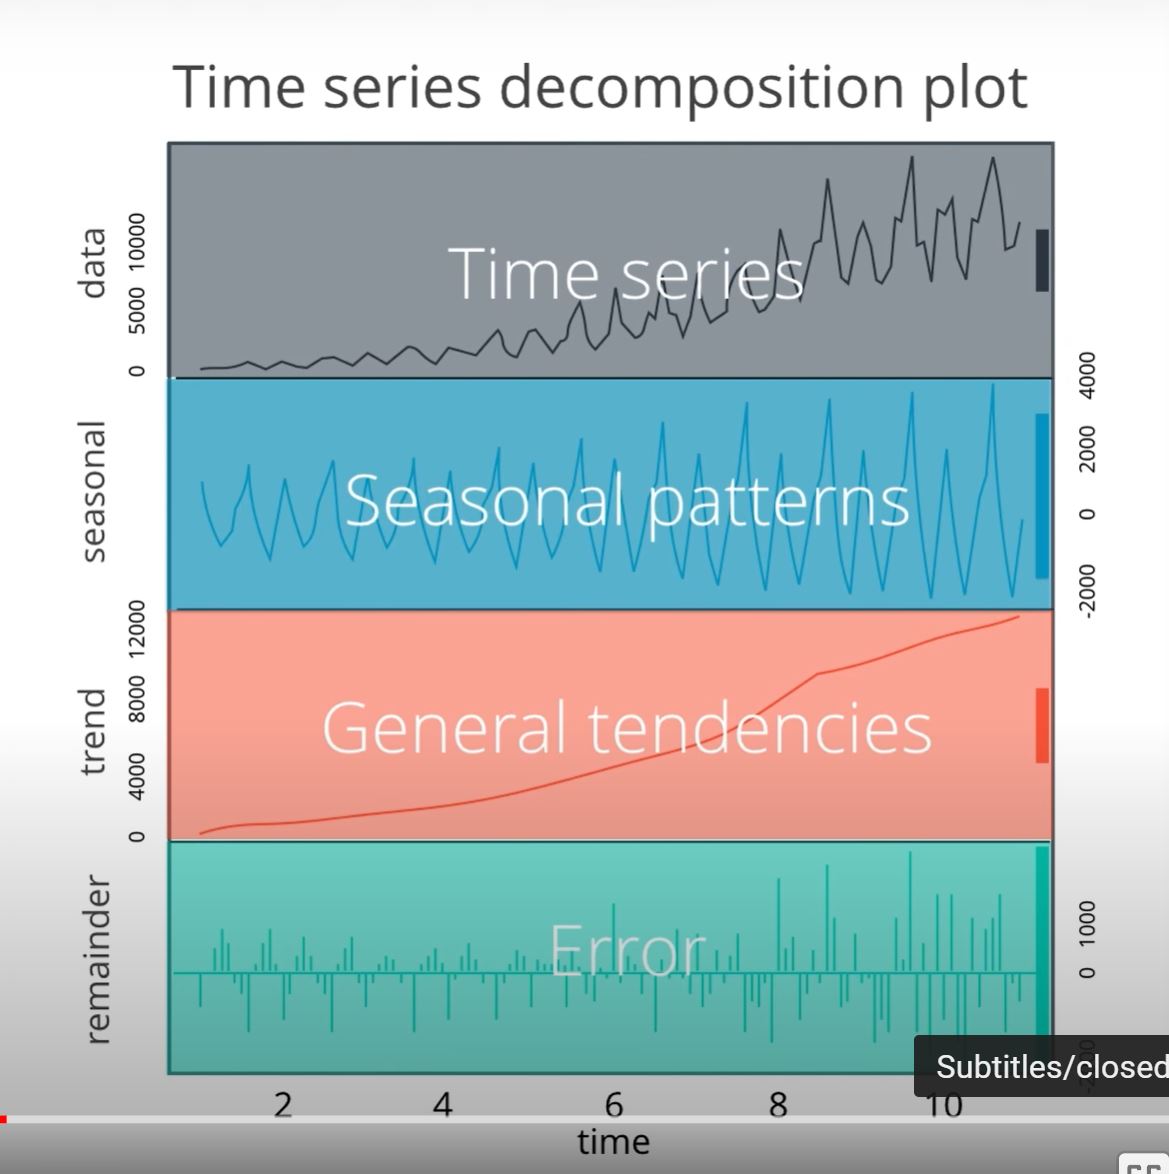 Time series decomposition plot
data
0 5000 10000
Time series
seasonal
-2000 0 2000 4000
Seasonal patterns
trend
0 4000 8000 12000
General tendencies
remainder
0 1000
Error
Subtitles/closed
2 4 6 8 10
time